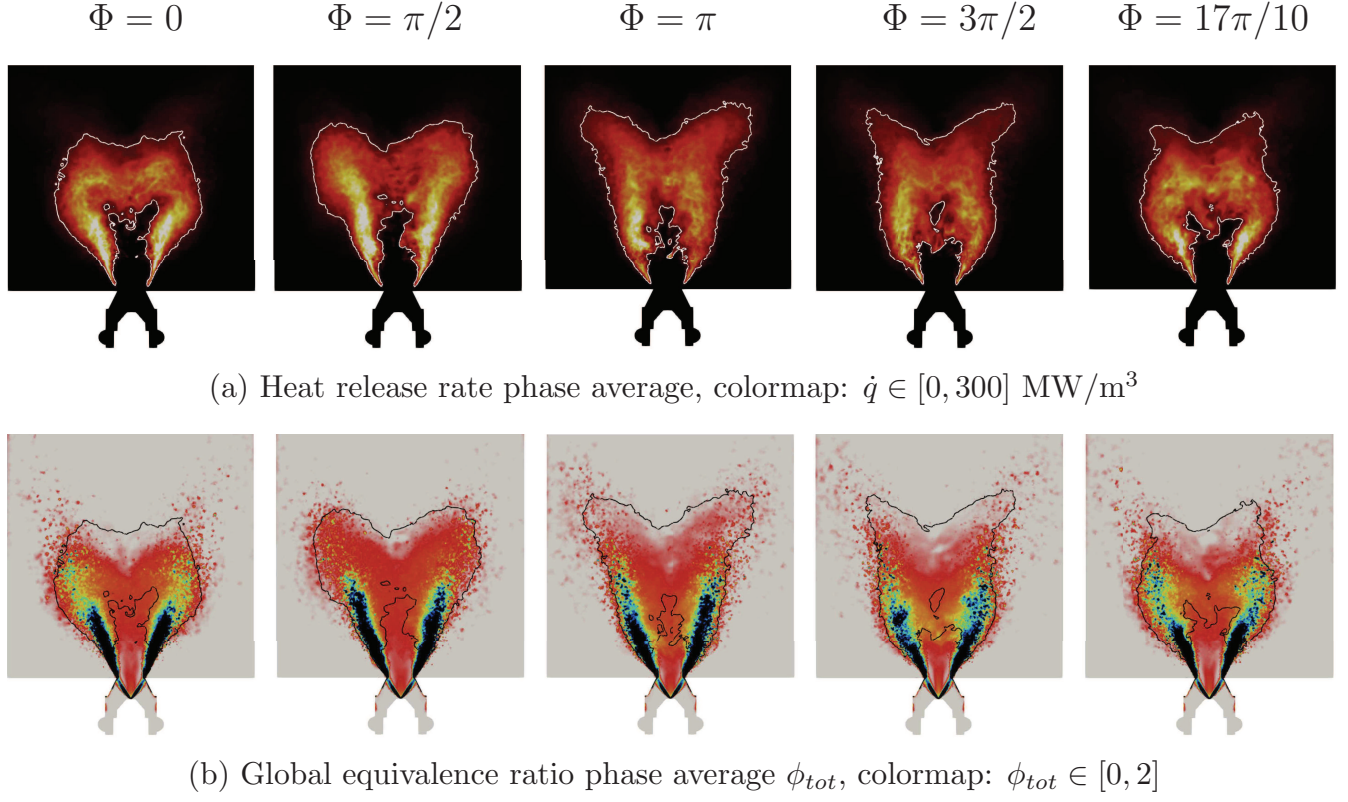 Φ = 0 Φ = π/2 Φ = π Φ = 3π/2 Φ = 17π/10
(a) Heat release rate phase average, colormap: q̇ ∈ [0, 300] MW/m³
(b) Global equivalence ratio phase average ϕ_tot, colormap: ϕ_tot ∈ [0, 2]